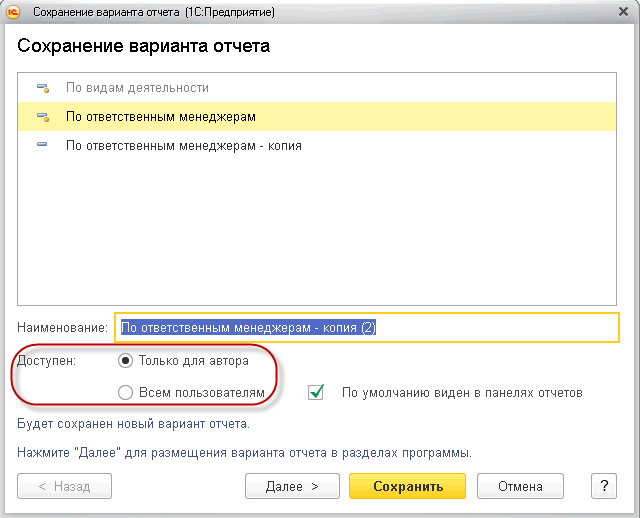 Сохранение варианта отчета (1С:Предприятие)
Сохранение варианта отчета
По видам деятельности
По ответственным менеджерам
По ответственным менеджерам - копия
Наименование: По ответственным менеджерам - копия (2)
Доступен: Только для автора
Всем пользователям По умолчанию виден в панелях отчетов
Будет сохранен новый вариант отчета.
Нажмите "Далее" для размещения варианта отчета в разделах программы.
< Назад Далее > Сохранить Отмена ?